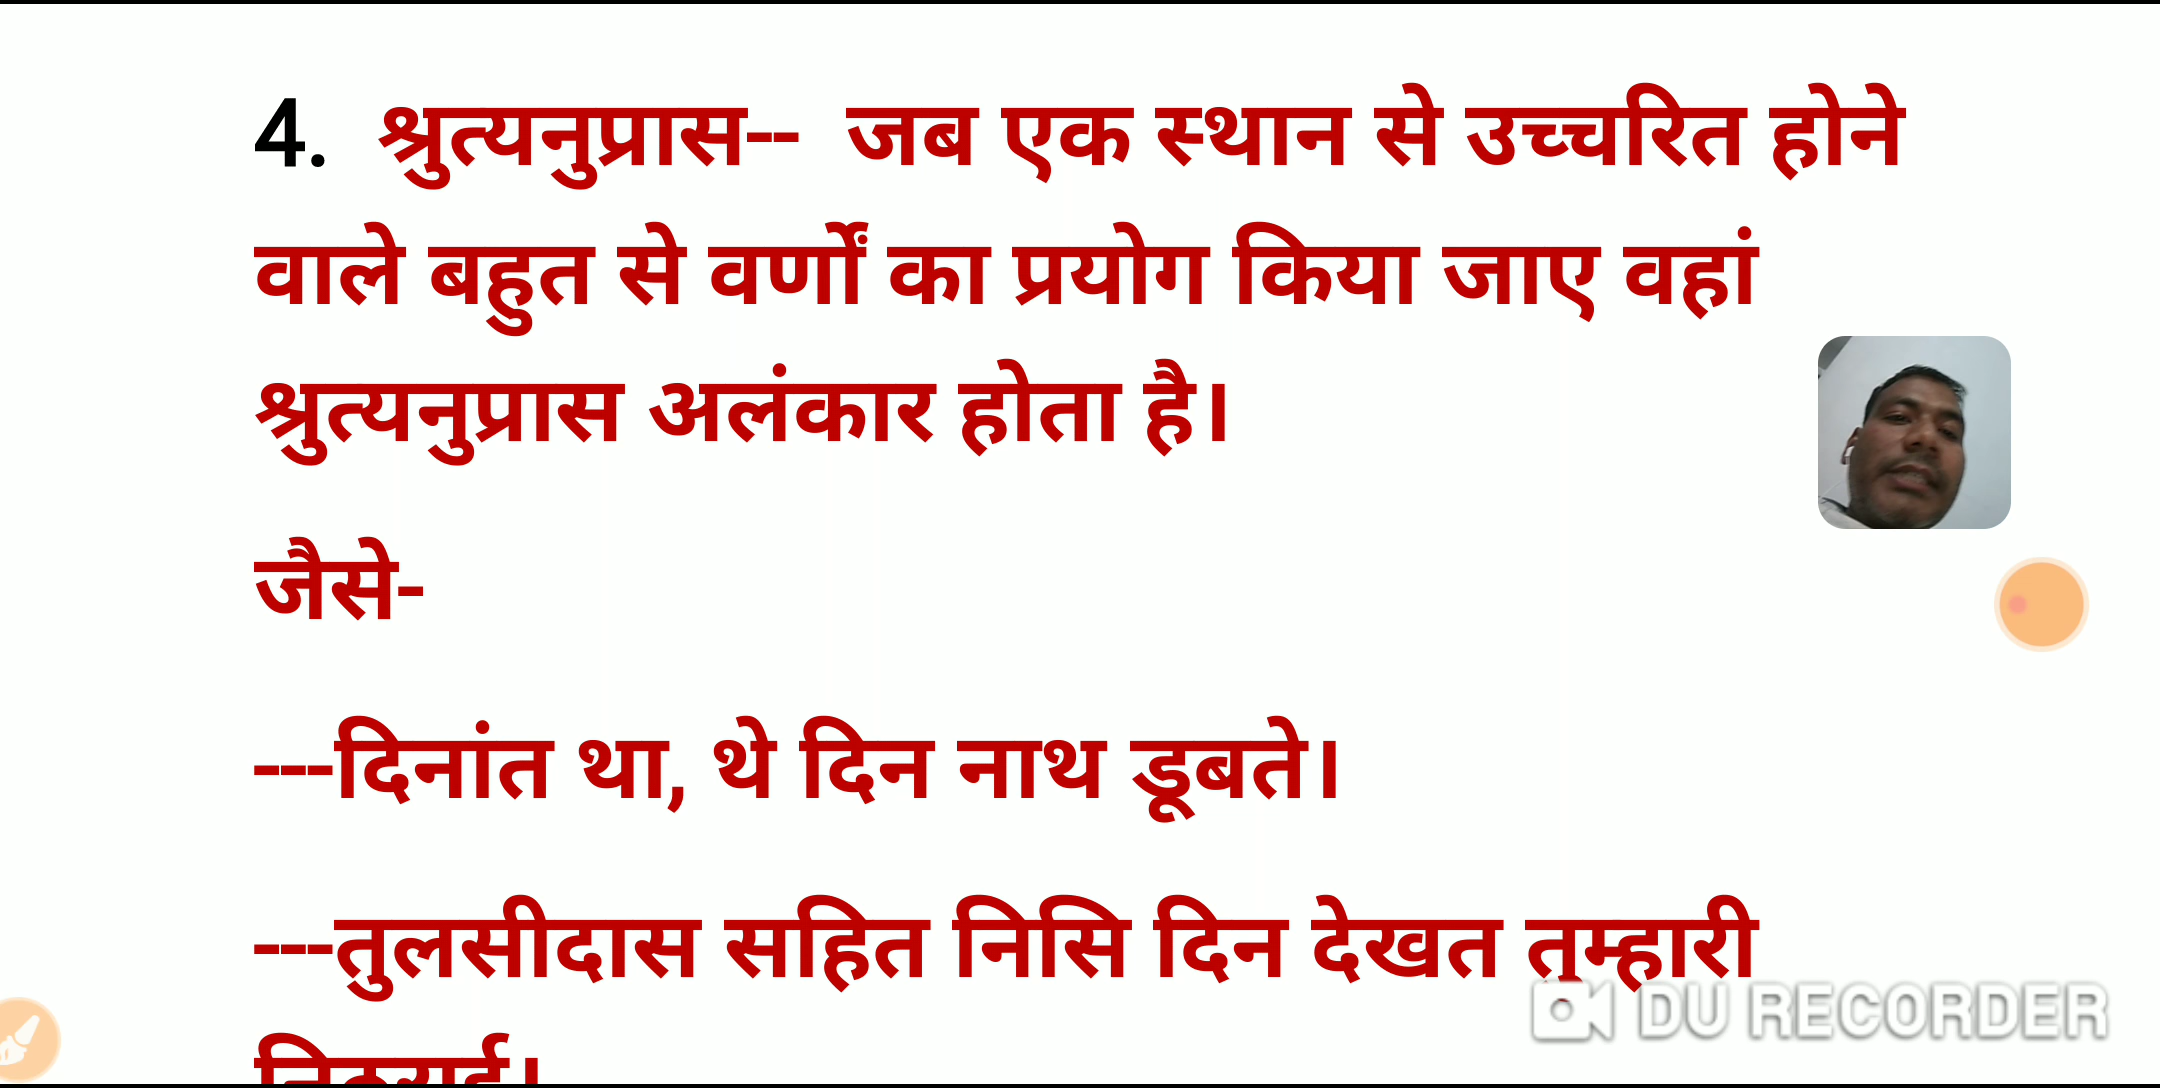 4. श्रुत्यनुप्रास-- जब एक स्थान से उच्चरित होने
वाले बहुत से वर्णों का प्रयोग किया जाए वहां
श्रुत्यनुप्रास अलंकार होता है।
जैसे-
---दिनांत था, थे दिन नाथ डूबते।
---तुलसीदास सहित निसि दिन देखत तुम्हारी
DU RECORDER